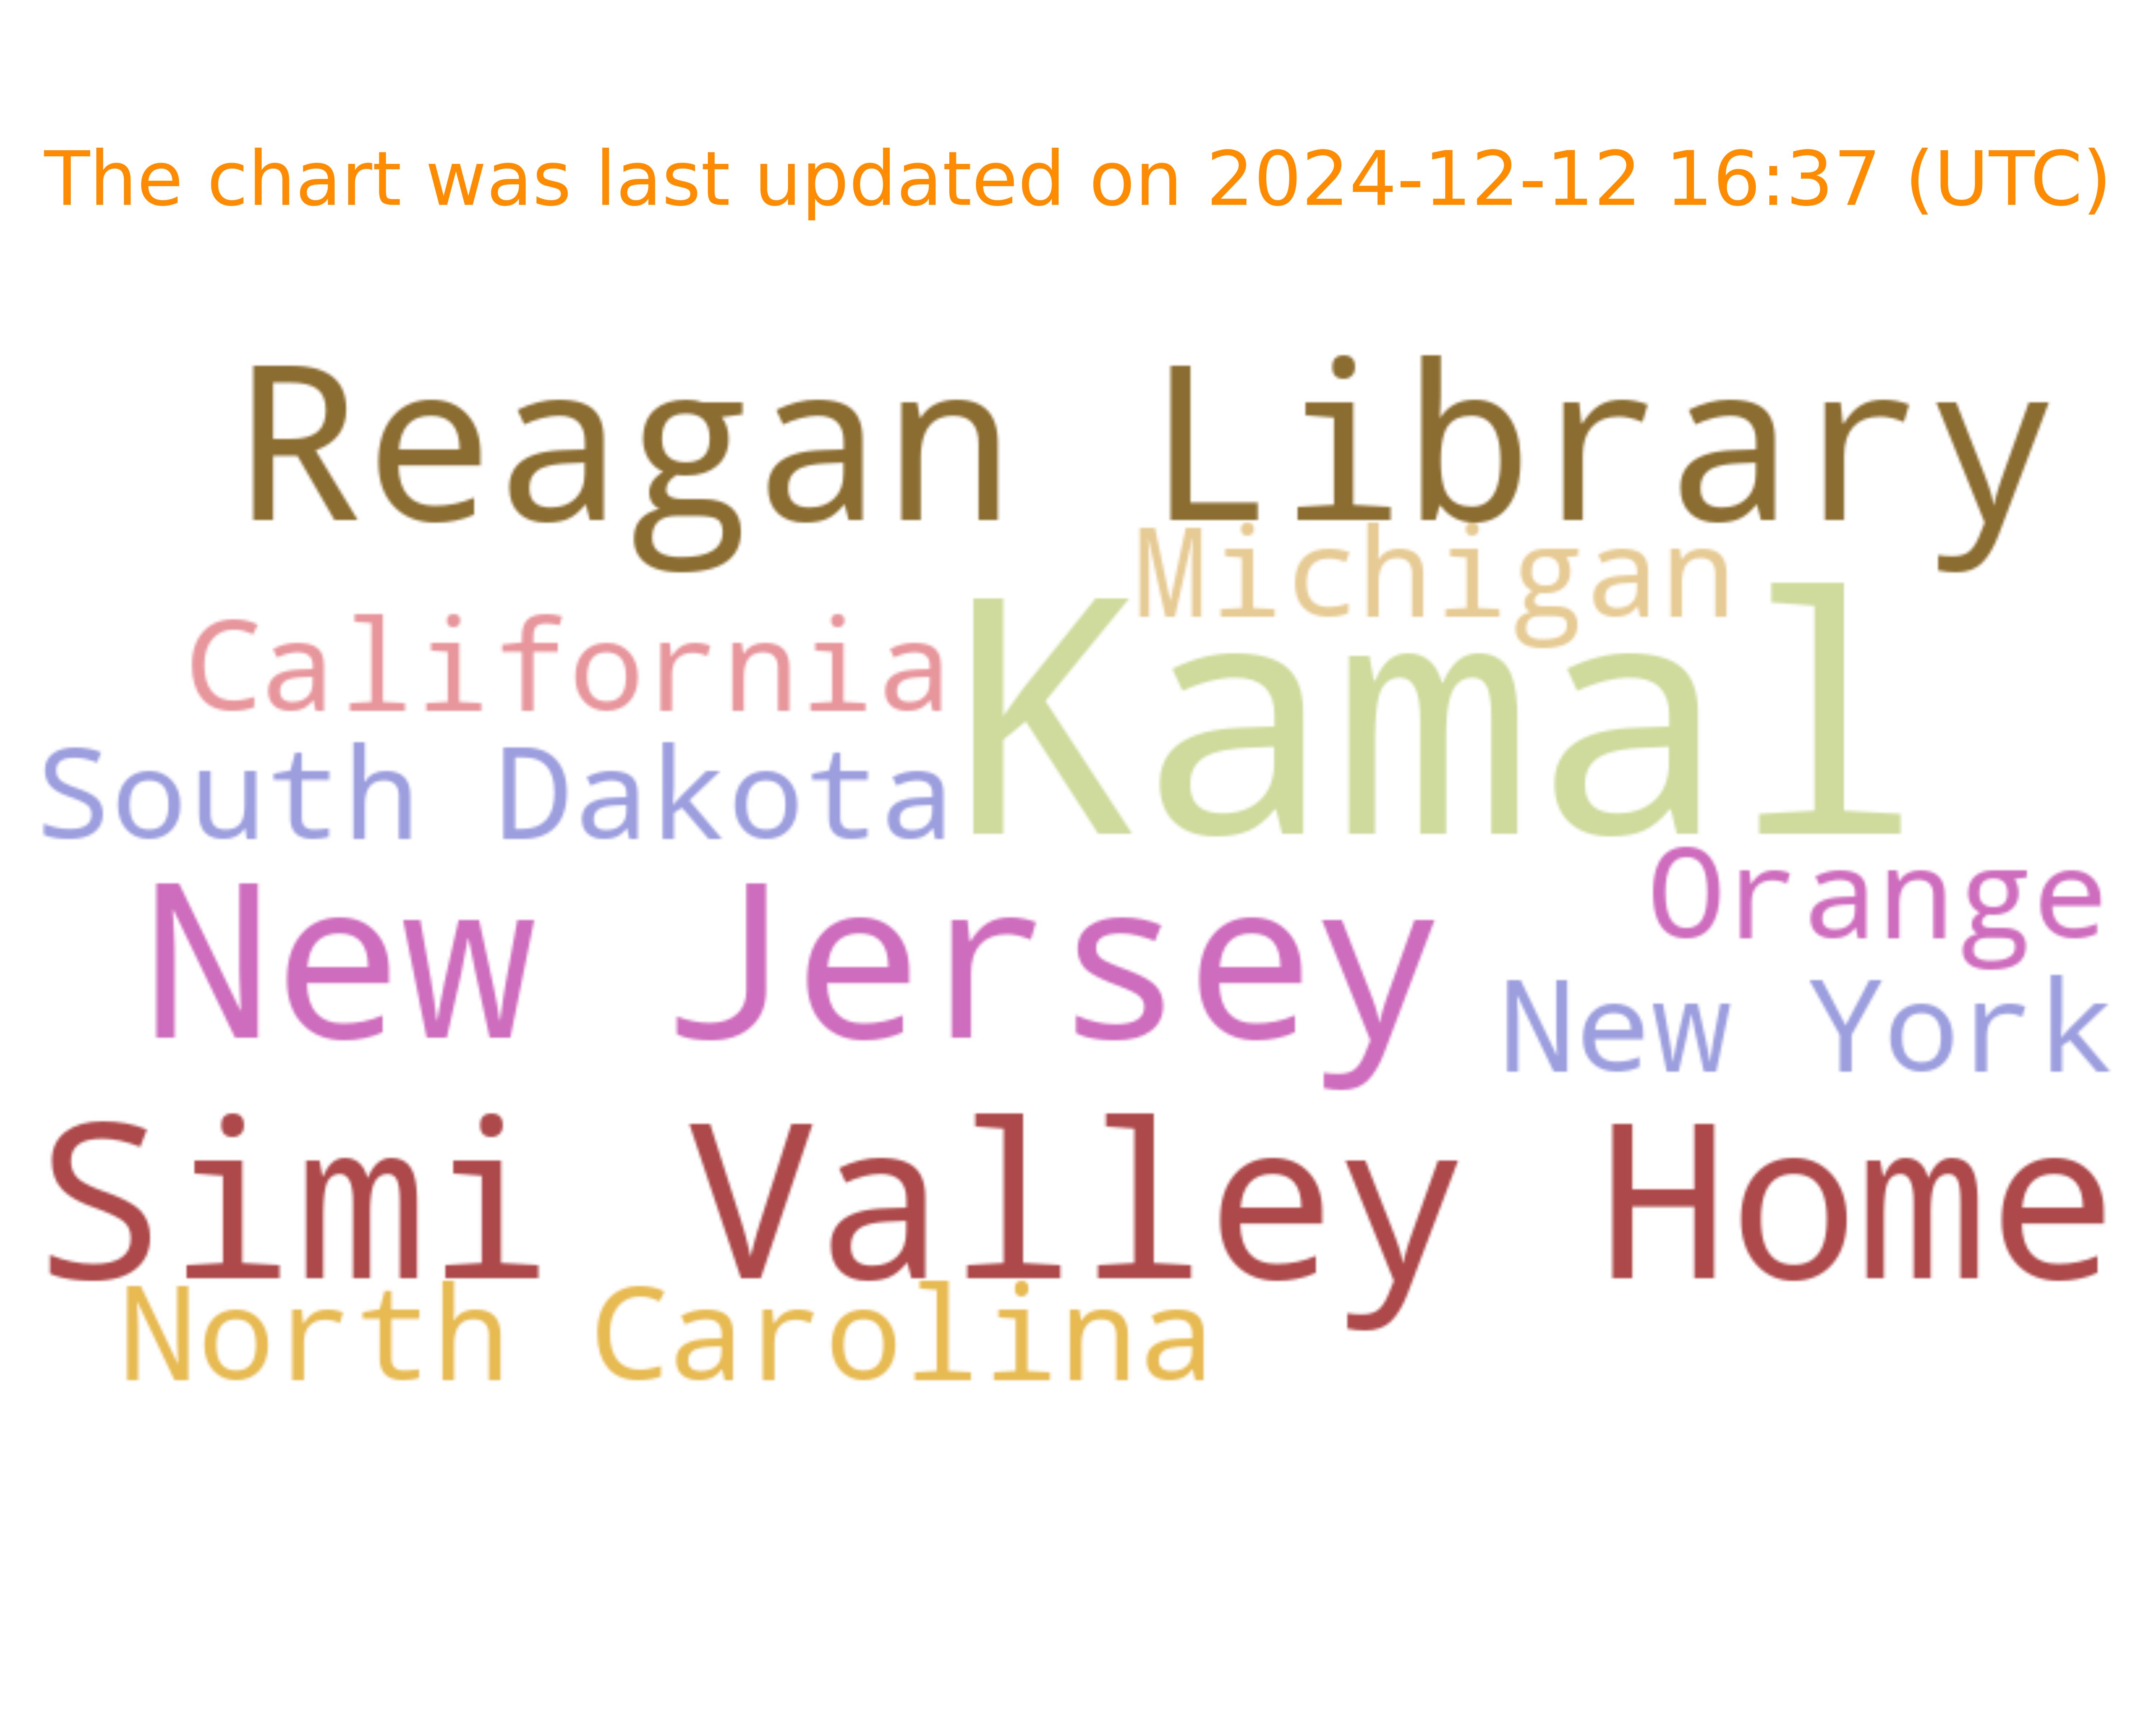 The chart was last updated on 2024-12-12 16:37 (UTC)
Reagan Library
Michigan
California
Kamal
South Dakota
Orange
New Jersey
New York
Simi Valley Home
North Carolina